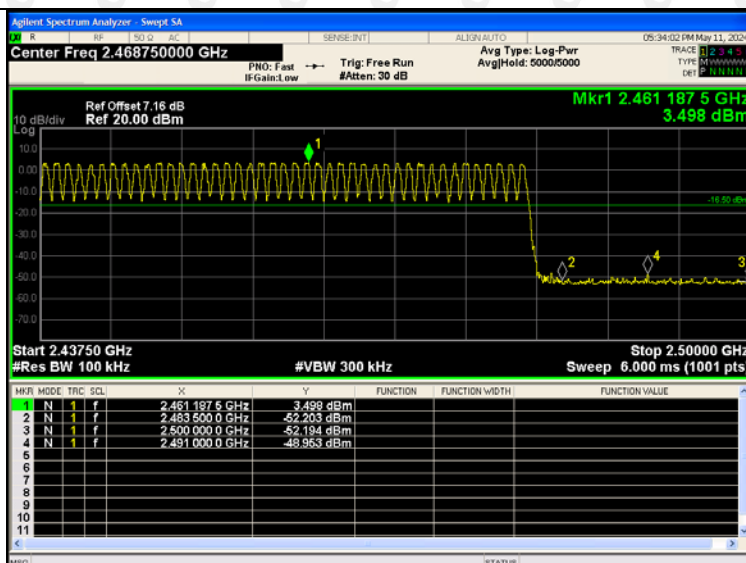 Agilent Spectrum Analyzer - Swept SA
R RF 50 Ω AC SENSE:INT ALIGN AUTO 05:34:02 PM May 11, 2024
Center Freq 2.468750000 GHz
PNO: Fast
IFGain:Low
Trig: Free Run
#Atten: 30 dB
Avg Type: Log-Pwr
Avg|Hold: 5000/5000
TRACE 1 2 3 4 5
TYPE M
DET P N N N N
Mkr1 2.461 187 5 GHz
3.498 dBm
10 dB/div
Log
Ref Offset 7.16 dB
Ref 20.00 dBm
10.0
0.00
-10.0
-20.0
-30.0
-40.0
-50.0
-60.0
-70.0
1
-16.50 dBm
2
4
3
Start 2.43750 GHz Stop 2.50000 GHz
#Res BW 100 kHz #VBW 300 kHz Sweep 6.000 ms (1001 pts)
MKR MODE TRC SCL X Y FUNCTION FUNCTION WIDTH FUNCTION VALUE
1 N 1 f 2.461 187 5 GHz 3.498 dBm
2 N 1 f 2.483 500 0 GHz -52.203 dBm
3 N 1 f 2.500 000 0 GHz -52.194 dBm
4 N 1 f 2.491 000 0 GHz -48.953 dBm
5
6
7
8
9
10
11
MSG STATUS